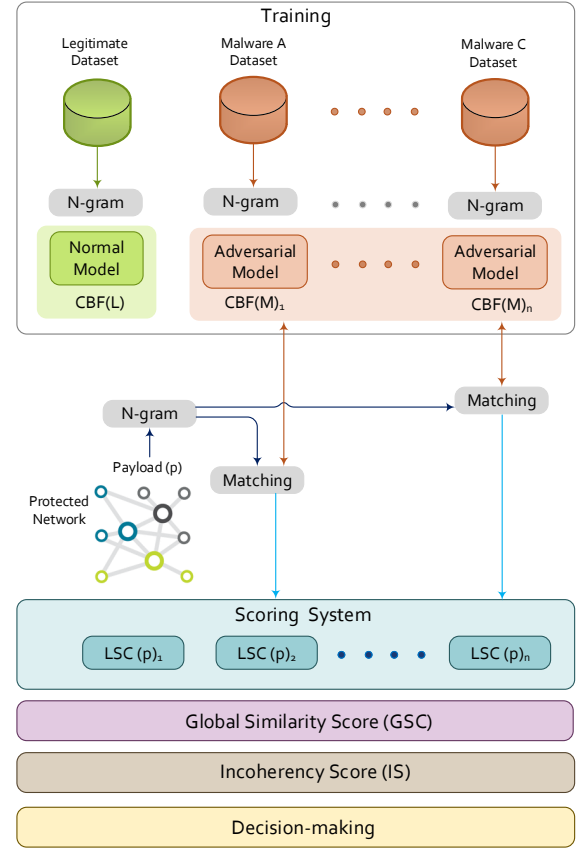 Training
Legitimate
Dataset
Malware A
Dataset
Malware C
Dataset
N-gram
N-gram
N-gram
Normal
Model
Adversarial
Model
Adversarial
Model
CBF(L)
CBF(M)₁
CBF(M)ₙ
Matching
N-gram
Payload (p)
Matching
Protected
Network
Scoring System
LSC (p)₁
LSC (p)₂
LSC (p)ₙ
Global Similarity Score (GSC)
Incoherency Score (IS)
Decision-making